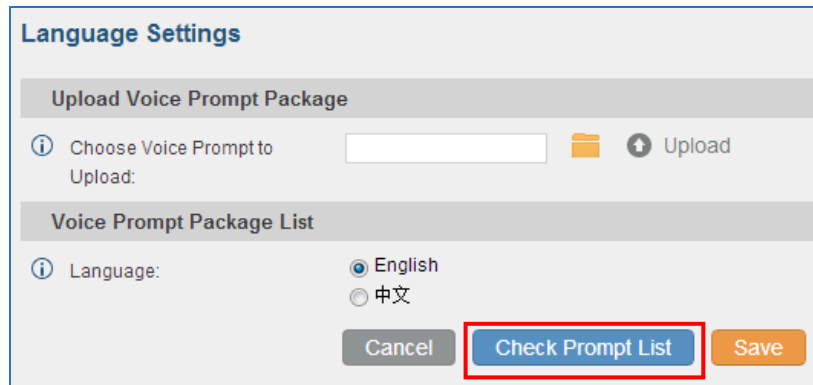 Language Settings
Upload Voice Prompt Package
Choose Voice Prompt to
Upload:
Upload
Voice Prompt Package List
Language:
English
中文
Cancel
Check Prompt List
Save